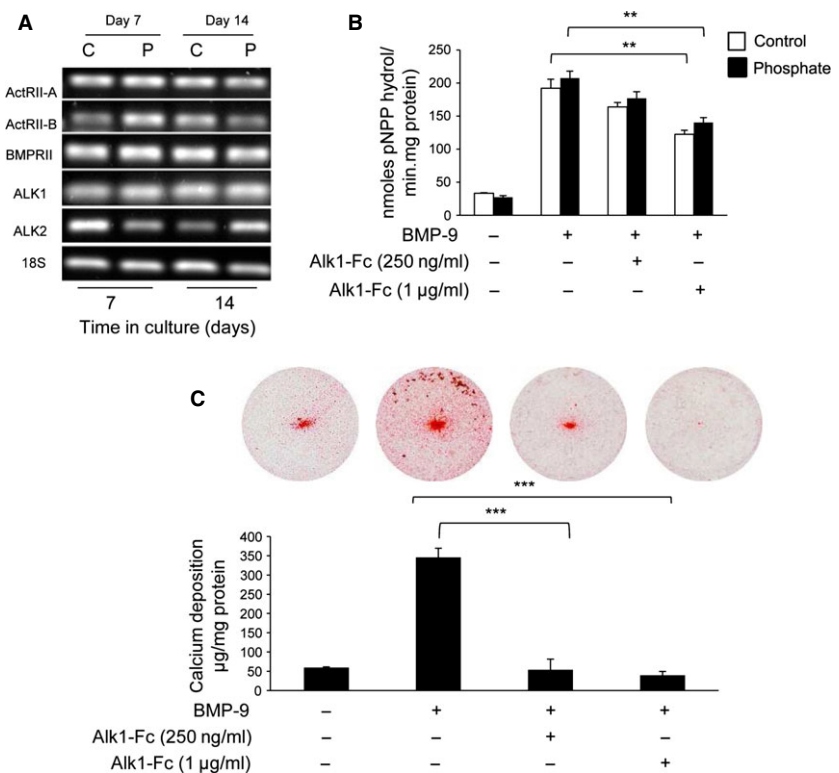 A
Day 7 Day 14
C P C P
ActRII-A
ActRII-B
BMPRII
ALK1
ALK2
18S
7 14
Time in culture (days)
B
nmoles pNPP hydrol/
min.mg protein)
250
200
150
100
50
0
**
**
Control
Phosphate
BMP-9 – + + +
Alk1-Fc (250 ng/ml) – – + –
Alk1-Fc (1 µg/ml) – – – +
C
***
***
Calcium deposition
µg/mg protein
400
350
300
250
200
150
100
50
0
BMP-9 – + + +
Alk1-Fc (250 ng/ml) – – + –
Alk1-Fc (1 µg/ml) – – – +